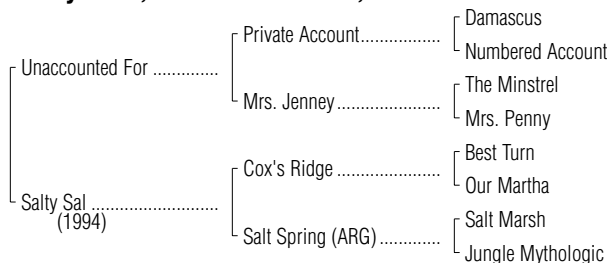 Damascus
Private Account.................
Numbered Account
Unaccounted For ..............
The Minstrel
Mrs. Jenney ......................
Mrs. Penny
Best Turn
Cox's Ridge ......................
Our Martha
Salty Sal ...........................
(1994)
Salt Marsh
Salt Spring (ARG).............
Jungle Mythologic